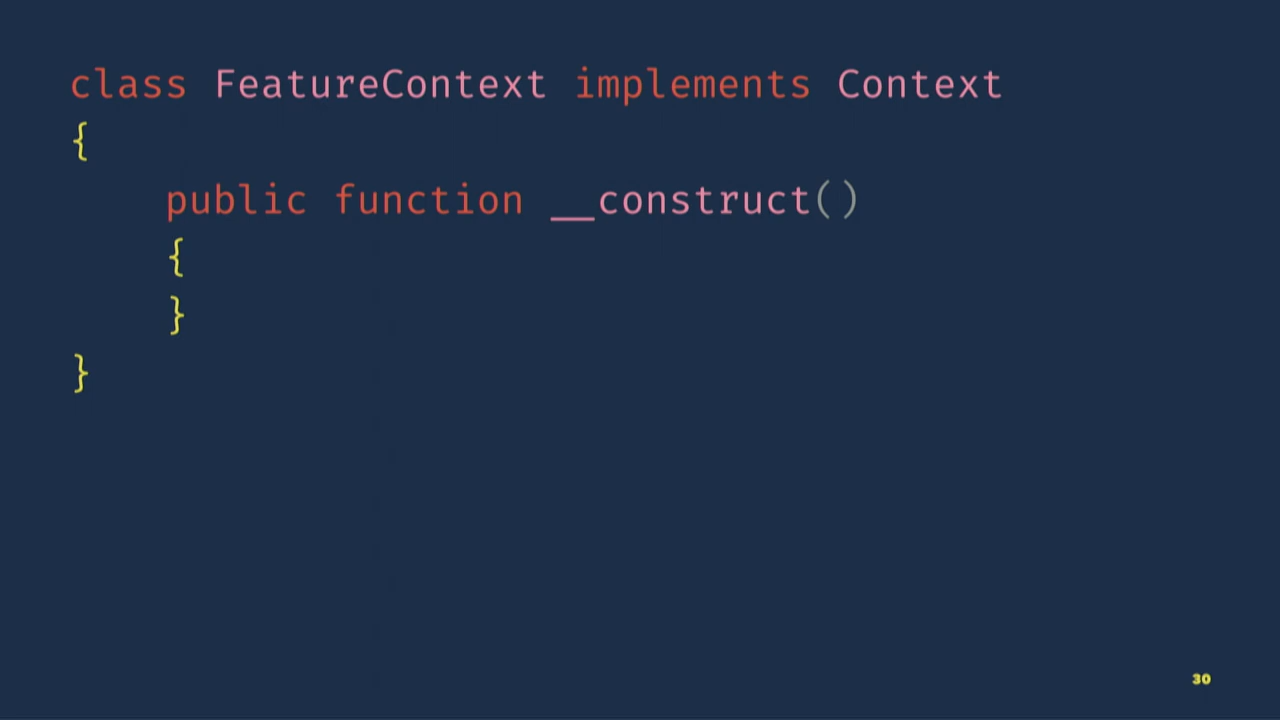 class FeatureContext implements Context
{
    public function __construct()
    {
    }
}
30